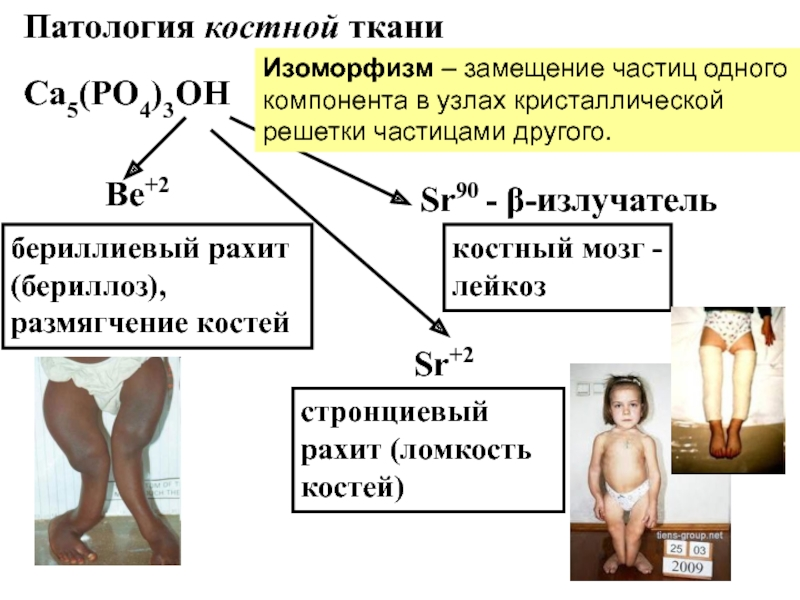 Патология костной ткани
Ca5(PO4)3OH
Изоморфизм – замещение частиц одного
компонента в узлах кристаллической
решетки частицами другого.
Be+2
Sr90 - β-излучатель
бериллиевый рахит
(бериллоз),
размягчение костей
костный мозг -
лейкоз
Sr+2
стронциевый
рахит (ломкость
костей)
tiens-group.net
25 03
2009